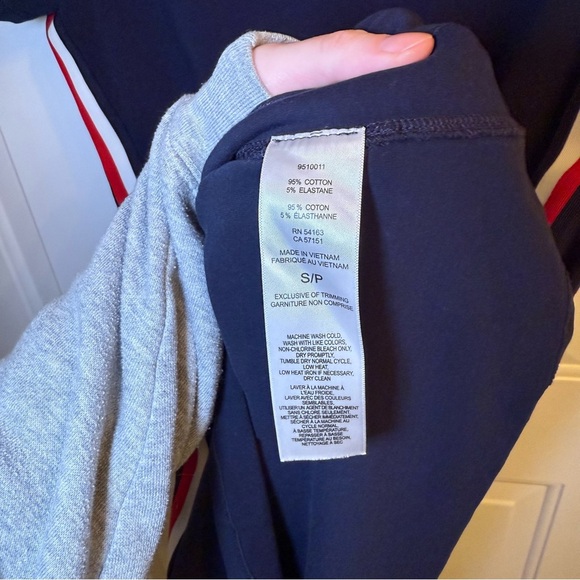 9510011
95% COTTON
5% ELASTANE
95% COTON
5% ÉLASTHANNE
RN 54163
CA 57151
MADE IN VIETNAM
FABRIQUÉ AU VIETNAM
S/P
EXCLUSIVE OF TRIMMING
GARNITURE NON COMPRISE
MACHINE WASH COLD,
WASH WITH LIKE COLORS,
NON-CHLORINE BLEACH ONLY,
DRY PROMPTLY,
TUMBLE DRY NORMAL CYCLE,
LOW HEAT,
LOW HEAT IRON IF NECESSARY,
DRY CLEAN
LAVER À LA MACHINE À
L'EAU FROIDE,
LAVER AVEC DES COULEURS
SEMBLABLES,
UTILISER UN AGENT DE BLANCHIMENT
SANS CHLORE SEULEMENT,
METTRE À SÉCHER IMMÉDIATEMENT,
SÉCHER À LA MACHINE AU
CYCLE NORMAL,
À BASSE TEMPÉRATURE,
REPASSER À BASSE
TEMPÉRATURE AU BESOIN,
NETTOYAGE À SEC